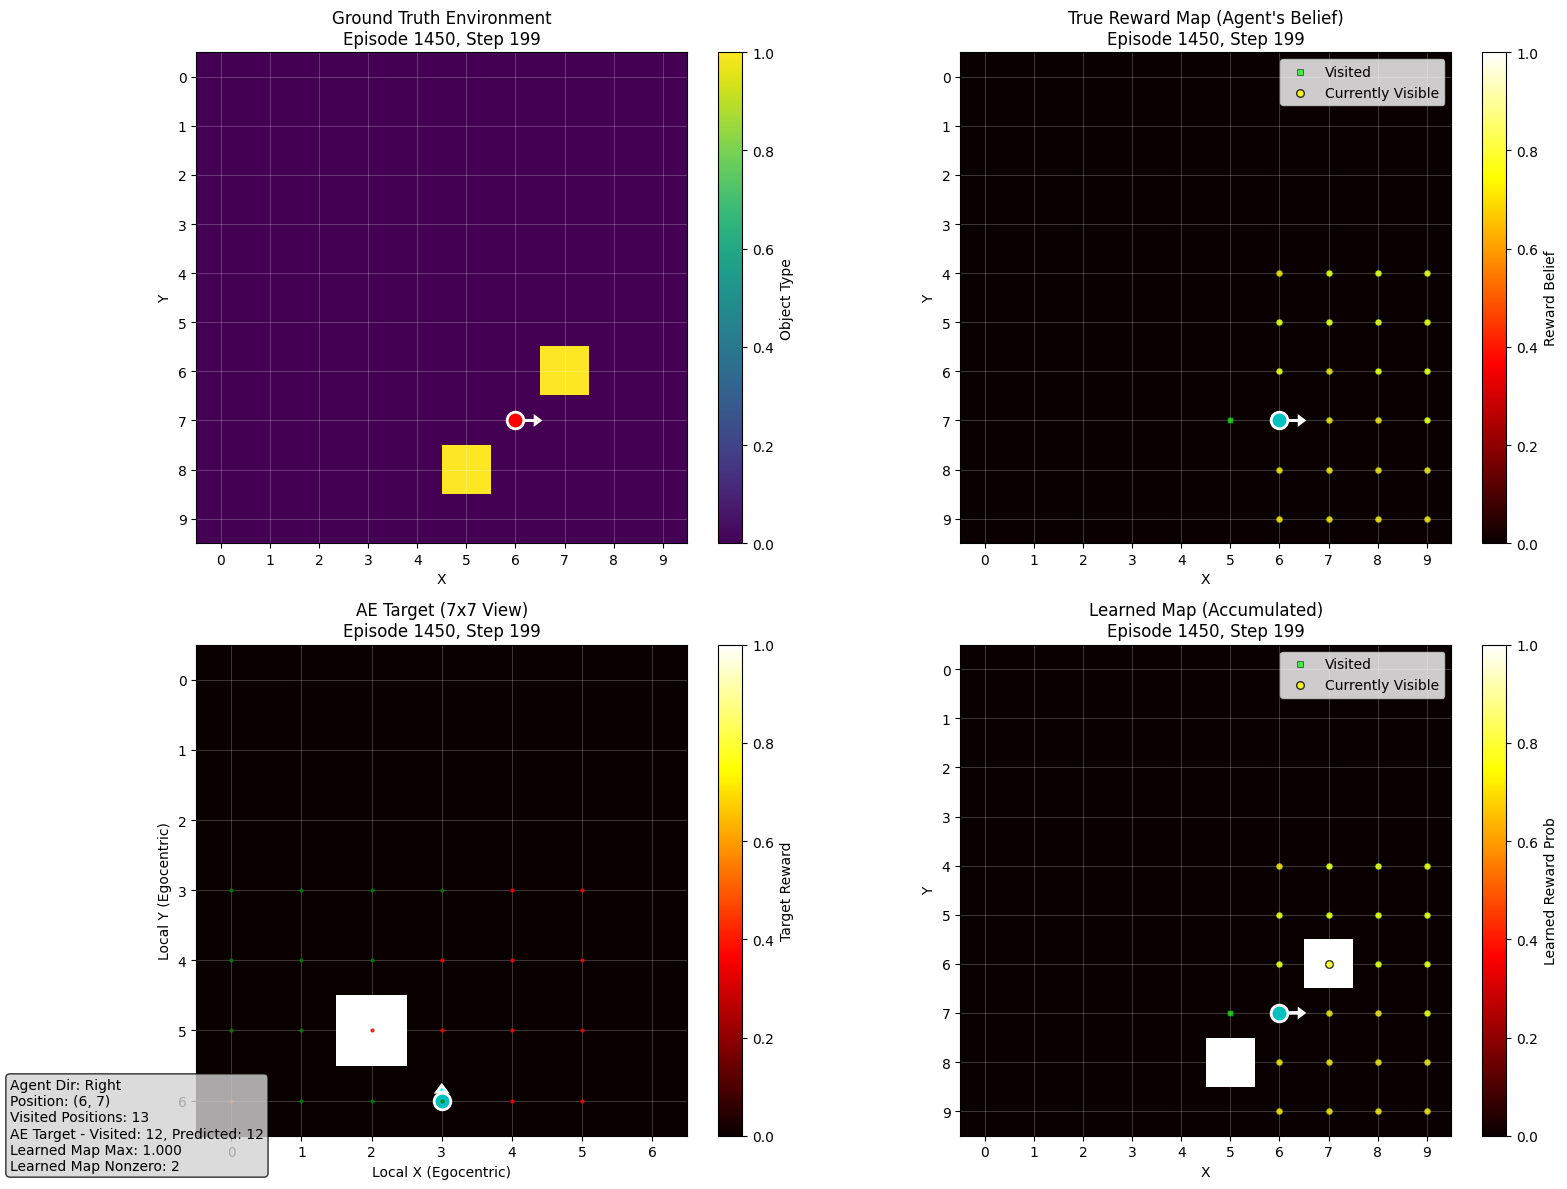 Ground Truth Environment
Episode 1450, Step 199
0
1
2
3
4
5
6
7
8
9
Y
0 1 2 3 4 5 6 7 8 9
X
1.0
0.8
0.6
0.4
0.2
0.0
Object Type
True Reward Map (Agent's Belief)
Episode 1450, Step 199
Visited
Currently Visible
0
1
2
3
4
5
6
7
8
9
Y
0 1 2 3 4 5 6 7 8 9
X
1.0
0.8
0.6
0.4
0.2
0.0
Reward Belief
AE Target (7x7 View)
Episode 1450, Step 199
0
1
2
3
4
5
6
Local Y (Egocentric)
0 1 2 3 4 5 6
Local X (Egocentric)
1.0
0.8
0.6
0.4
0.2
0.0
Target Reward
Agent Dir: Right
Position: (6, 7)
Visited Positions: 13
AE Target - Visited: 12, Predicted: 12
Learned Map Max: 1.000
Learned Map Nonzero: 2
Learned Map (Accumulated)
Episode 1450, Step 199
Visited
Currently Visible
0
1
2
3
4
5
6
7
8
9
Y
0 1 2 3 4 5 6 7 8 9
X
1.0
0.8
0.6
0.4
0.2
0.0
Learned Reward Prob